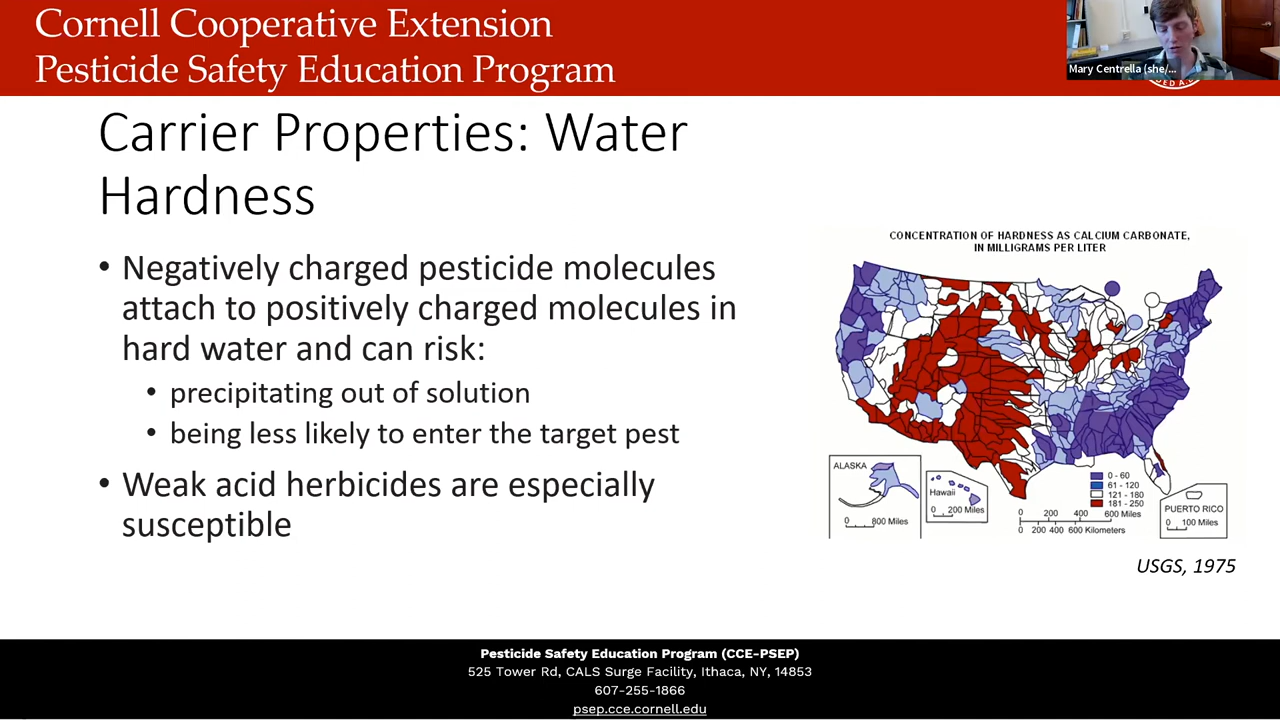 Cornell Cooperative Extension
Pesticide Safety Education Program
Mary Centrella (she/...
Carrier Properties: Water
Hardness
• Negatively charged pesticide molecules
attach to positively charged molecules in
hard water and can risk:
• precipitating out of solution
• being less likely to enter the target pest
• Weak acid herbicides are especially
susceptible
CONCENTRATION OF HARDNESS AS CALCIUM CARBONATE,
IN MILLIGRAMS PER LITER
ALASKA
0 800 Miles
Hawaii
0 200 Miles
0 - 60
61 - 120
121 - 180
181 - 250
0 200 400 600 Miles
0 200 400 600 Kilometers
PUERTO RICO
0 100 Miles
USGS, 1975
Pesticide Safety Education Program (CCE-PSEP)
525 Tower Rd, CALS Surge Facility, Ithaca, NY, 14853
607-255-1866
psep.cce.cornell.edu